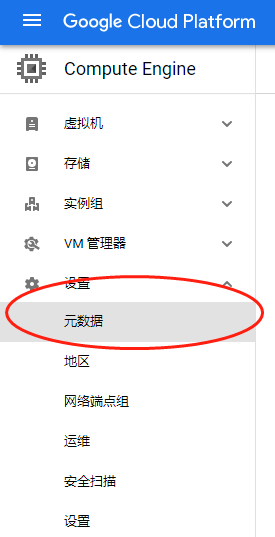 Google Cloud Platform
Compute Engine
虚拟机
存储
实例组
VM 管理器
设置
元数据
地区
网络端点组
运维
安全扫描
设置